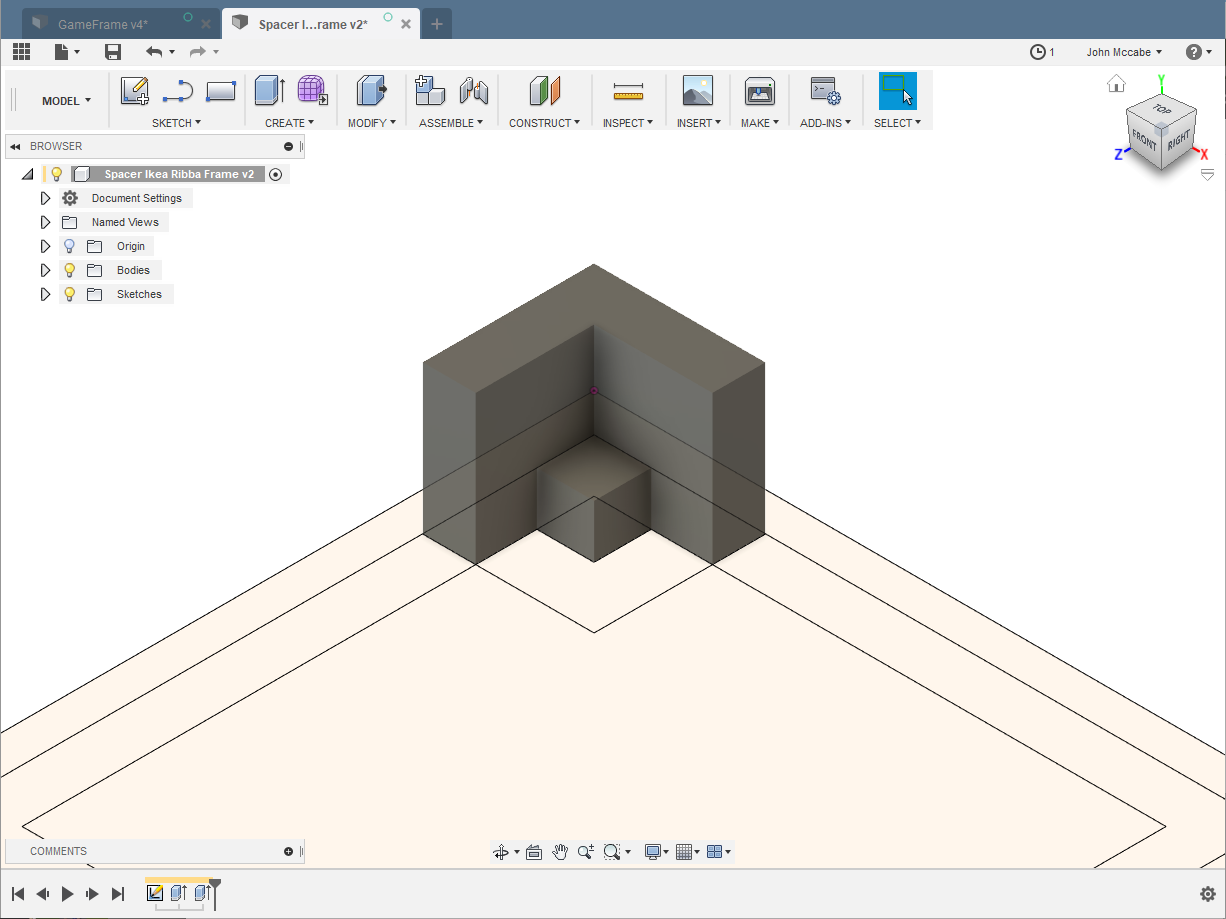 GameFrame v4*
Spacer I...rame v2*
1
John Mccabe
MODEL
SKETCH
CREATE
MODIFY
ASSEMBLE
CONSTRUCT
INSPECT
INSERT
MAKE
ADD-INS
SELECT
BROWSER
Spacer Ikea Ribba Frame v2
Document Settings
Named Views
Origin
Bodies
Sketches
Y
TOP
FRONT
RIGHT
Z
X
COMMENTS